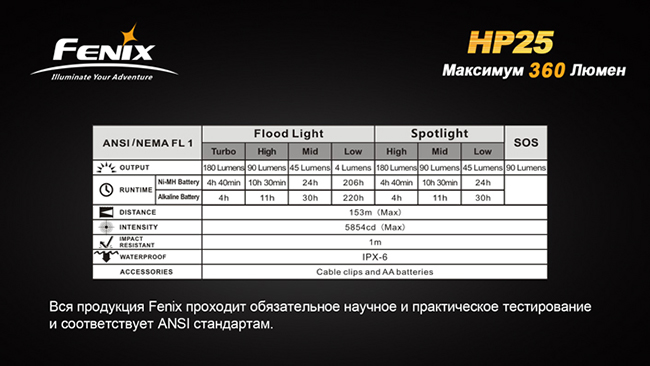 FENIX
Illuminate Your Adventure
HP25
Максимум 360 Люмен
ANSI/NEMA FL 1 Flood Light Spotlight SOS
Turbo High Mid Low High Mid Low
OUTPUT 180 Lumens 90 Lumens 45 Lumens 4 Lumens 180 Lumens 90 Lumens 45 Lumens 90 Lumens
RUNTIME Ni-MH Battery 4h 40min 10h 30min 24h 206h 4h 40min 10h 30min 24h
Alkaline Battery 4h 11h 30h 220h 4h 11h 30h
DISTANCE 153m (Max)
INTENSITY 5854cd (Max)
IMPACT RESISTANT 1m
WATERPROOF IPX-6
ACCESSORIES Cable clips and AA batteries
Вся продукция Fenix проходит обязательное научное и практическое тестирование
и соответствует ANSI стандартам.